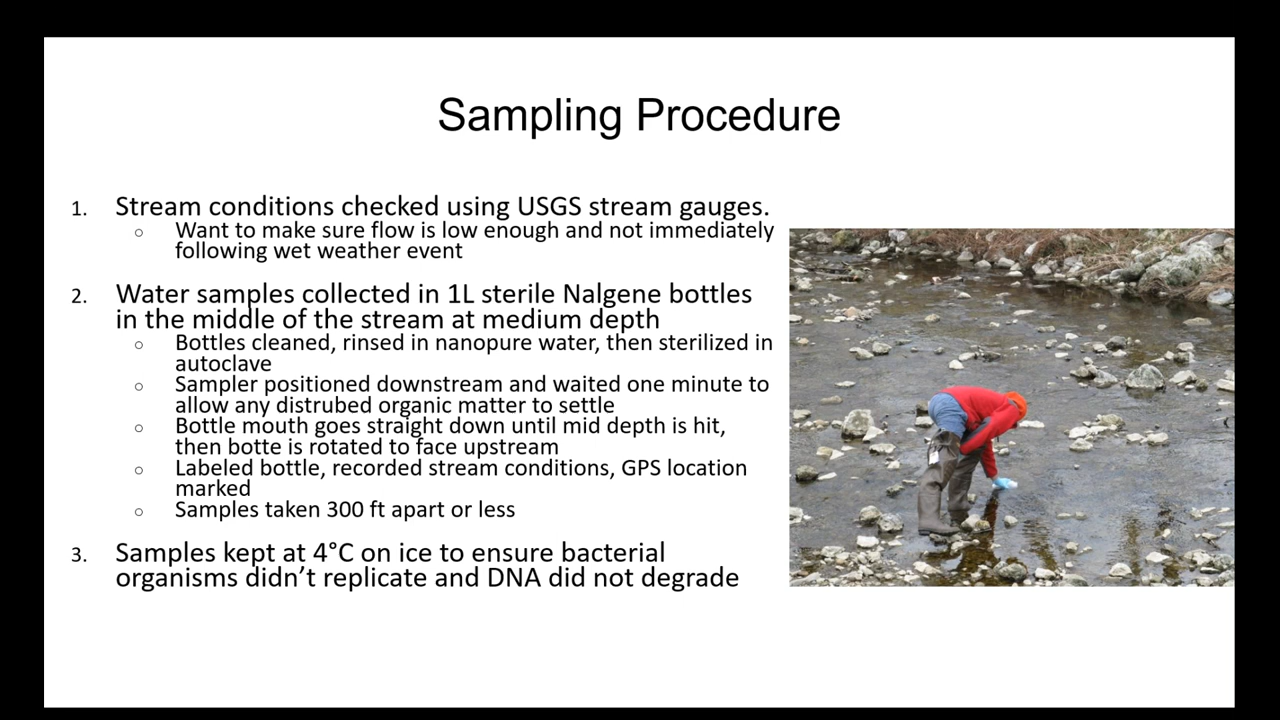 Sampling Procedure
1. Stream conditions checked using USGS stream gauges.
○ Want to make sure flow is low enough and not immediately
following wet weather event
2. Water samples collected in 1L sterile Nalgene bottles
in the middle of the stream at medium depth
○ Bottles cleaned, rinsed in nanopure water, then sterilized in
autoclave
○ Sampler positioned downstream and waited one minute to
allow any distrubed organic matter to settle
○ Bottle mouth goes straight down until mid depth is hit,
then botte is rotated to face upstream
○ Labeled bottle, recorded stream conditions, GPS location
marked
○ Samples taken 300 ft apart or less
3. Samples kept at 4°C on ice to ensure bacterial
organisms didn’t replicate and DNA did not degrade